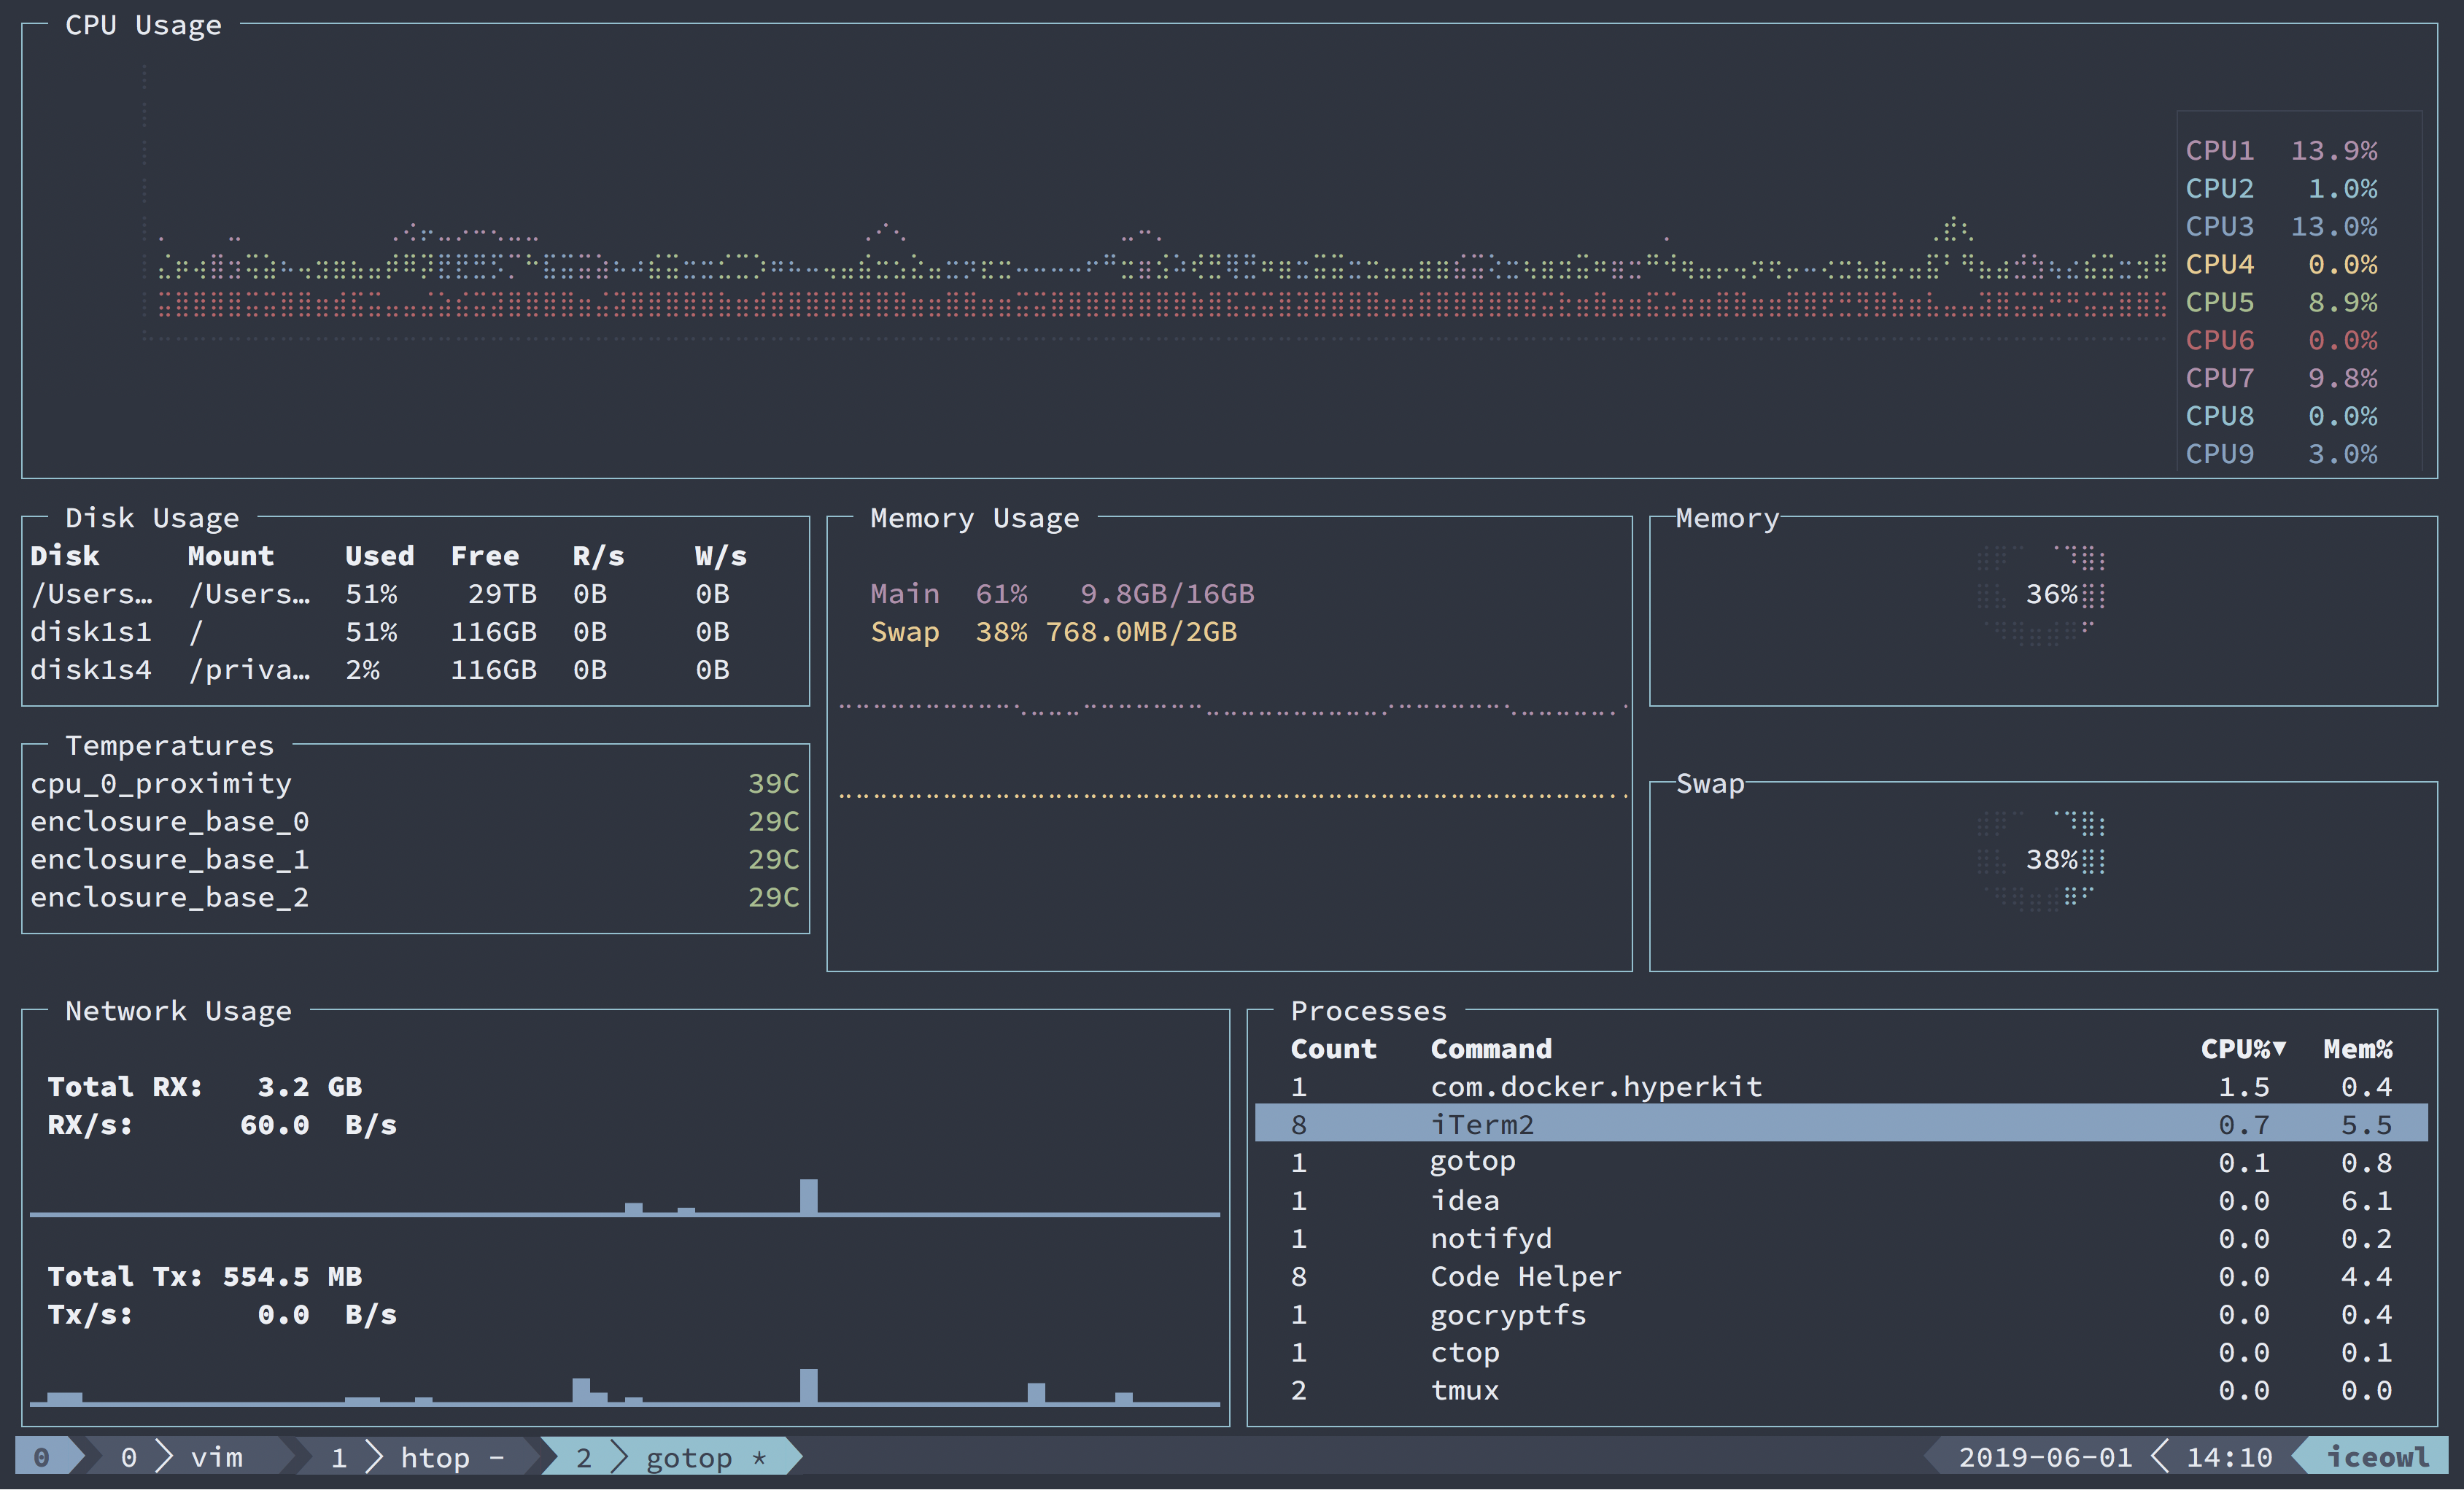 CPU Usage
CPU1 13.9%
CPU2 1.0%
CPU3 13.0%
CPU4 0.0%
CPU5 8.9%
CPU6 0.0%
CPU7 9.8%
CPU8 0.0%
CPU9 3.0%
Disk Usage
Disk Mount Used Free R/s W/s
/Users… /Users… 51% 29TB 0B 0B
disk1s1 / 51% 116GB 0B 0B
disk1s4 /priva… 2% 116GB 0B 0B
Temperatures
cpu_0_proximity 39C
enclosure_base_0 29C
enclosure_base_1 29C
enclosure_base_2 29C
Memory Usage
Main 61% 9.8GB/16GB
Swap 38% 768.0MB/2GB
Memory
36%
Swap
38%
Network Usage
Total RX: 3.2 GB
RX/s: 60.0 B/s
Total Tx: 554.5 MB
Tx/s: 0.0 B/s
Processes
Count Command CPU%▼ Mem%
1 com.docker.hyperkit 1.5 0.4
8 iTerm2 0.7 5.5
1 gotop 0.1 0.8
1 idea 0.0 6.1
1 notifyd 0.0 0.2
8 Code Helper 0.0 4.4
1 gocryptfs 0.0 0.4
1 ctop 0.0 0.1
2 tmux 0.0 0.0
0 0 vim 1 htop - 2 gotop * 2019-06-01 14:10 iceowl